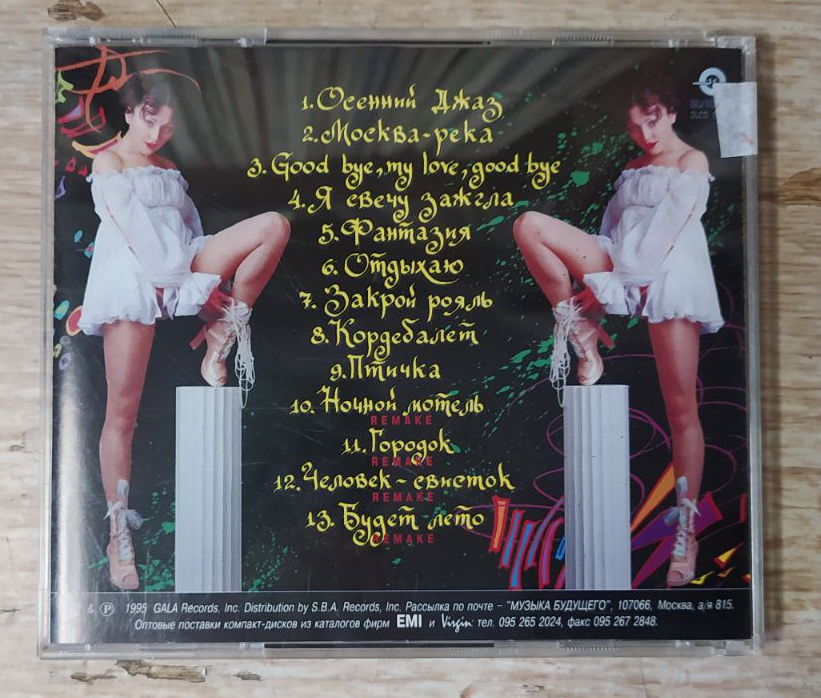 1. Осенний Джаз
2. Москва-река
3. Good bye, my love, good bye
4. Я свечу зажгла
5. Фантазия
6. Отдыхаю
7. Закрой рояль
8. Кордебалет
9. Птичка
10. Ночной мотель
REMAKE
11. Городок
REMAKE
12. Человек-свисток
REMAKE
13. Будет лето
REMAKE
& ℗ 1995 GALA Records, Inc. Distribution by S.B.A. Records, Inc. Рассылка по почте – "МУЗЫКА БУДУЩЕГО", 107066, Москва, а/я 815.
Оптовые поставки компакт-дисков из каталогов фирм EMI и Virgin: тел. 095 265 2024, факс 095 267 2848.